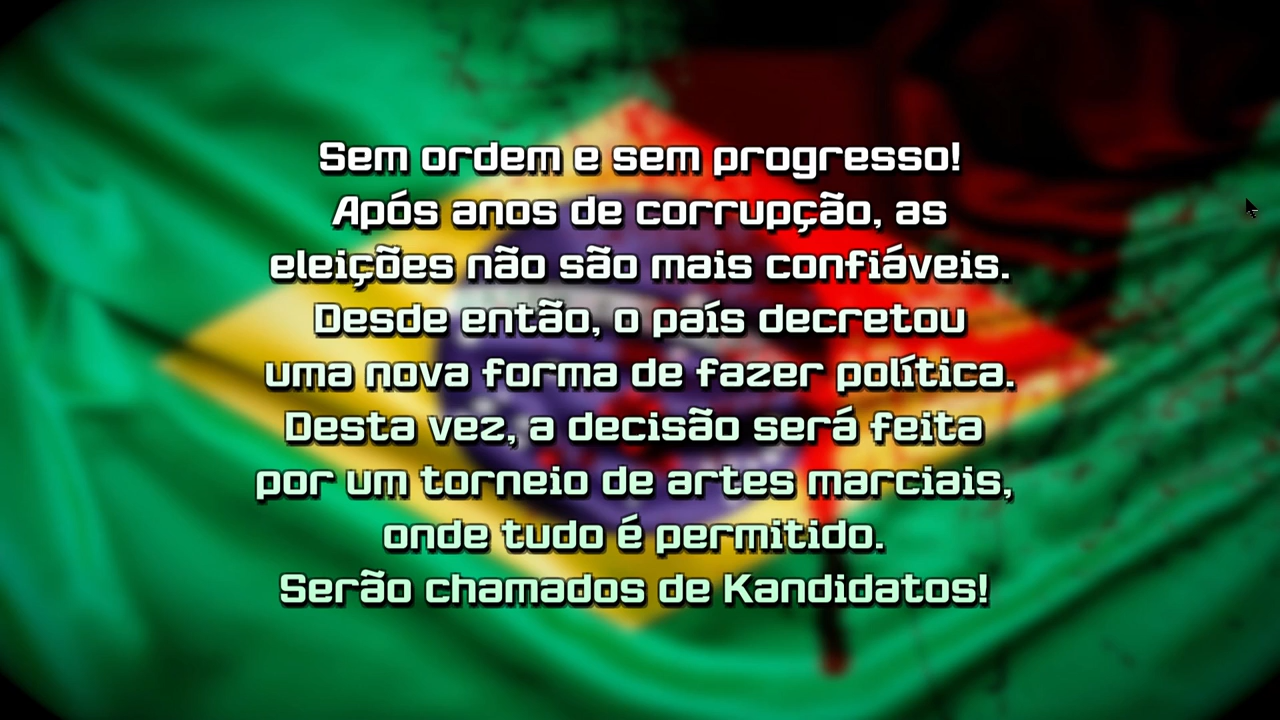 Sem ordem e sem progresso!
Após anos de corrupção, as
eleições não são mais confiáveis.
Desde então, o país decretou
uma nova forma de fazer política.
Desta vez, a decisão será feita
por um torneio de artes marciais,
onde tudo é permitido.
Serão chamados de Kandidatos!